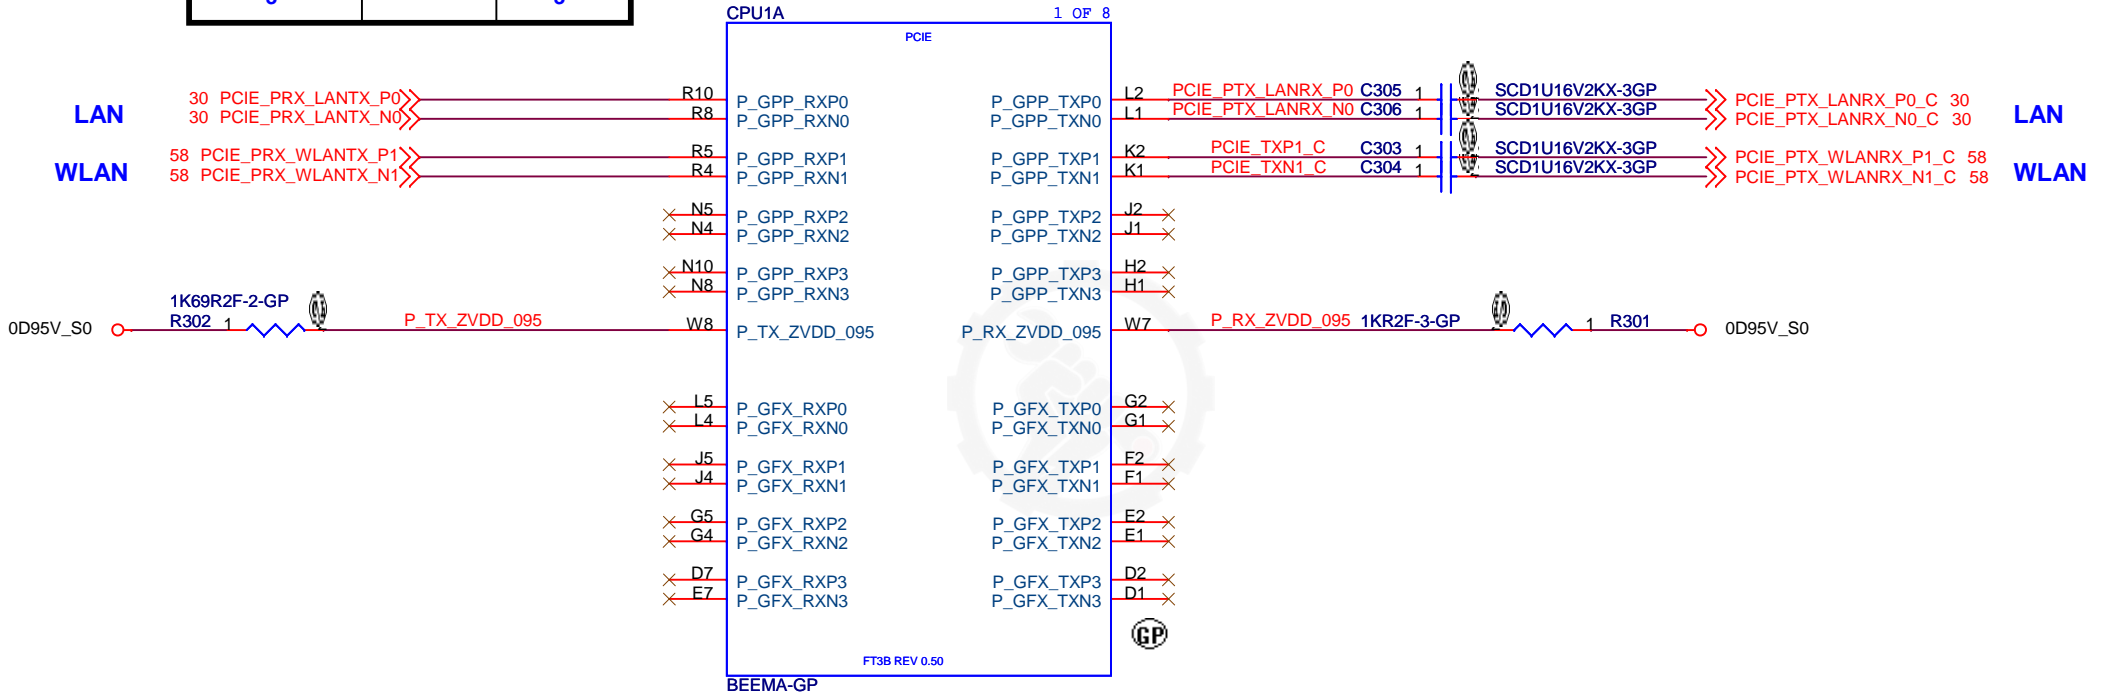 CPU1A 1 OF 8
PCIE
LAN
30 PCIE_PRX_LANTX_P0 R10 P_GPP_RXP0 P_GPP_TXP0 L2 PCIE_PTX_LANRX_P0 C305 1 SCD1U16V2KX-3GP PCIE_PTX_LANRX_P0_C 30
30 PCIE_PRX_LANTX_N0 R8 P_GPP_RXN0 P_GPP_TXN0 L1 PCIE_PTX_LANRX_N0 C306 1 SCD1U16V2KX-3GP PCIE_PTX_LANRX_N0_C 30
LAN
WLAN
58 PCIE_PRX_WLANTX_P1 R5 P_GPP_RXP1 P_GPP_TXP1 K2 PCIE_TXP1_C C303 1 SCD1U16V2KX-3GP PCIE_PTX_WLANRX_P1_C 58
58 PCIE_PRX_WLANTX_N1 R4 P_GPP_RXN1 P_GPP_TXN1 K1 PCIE_TXN1_C C304 1 SCD1U16V2KX-3GP PCIE_PTX_WLANRX_N1_C 58
WLAN
N5 P_GPP_RXP2 P_GPP_TXP2 J2
N4 P_GPP_RXN2 P_GPP_TXN2 J1
N10 P_GPP_RXP3 P_GPP_TXP3 H2
N8 P_GPP_RXN3 P_GPP_TXN3 H1
1K69R2F-2-GP
0D95V_S0 R302 1 P_TX_ZVDD_095 W8 P_TX_ZVDD_095 P_RX_ZVDD_095 W7 P_RX_ZVDD_095 1KR2F-3-GP 1 R301 0D95V_S0
L5 P_GFX_RXP0 P_GFX_TXP0 G2
L4 P_GFX_RXN0 P_GFX_TXN0 G1
J5 P_GFX_RXP1 P_GFX_TXP1 F2
J4 P_GFX_RXN1 P_GFX_TXN1 F1
G5 P_GFX_RXP2 P_GFX_TXP2 E2
G4 P_GFX_RXN2 P_GFX_TXN2 E1
D7 P_GFX_RXP3 P_GFX_TXP3 D2
E7 P_GFX_RXN3 P_GFX_TXN3 D1
GP
FT3B REV 0.50
BEEMA-GP